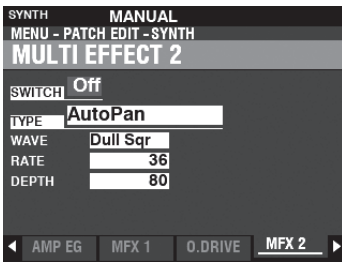 SYNTH MANUAL
MENU - PATCH EDIT - SYNTH
MULTI EFFECT 2
SWITCH Off
TYPE AutoPan
WAVE Dull Sqr
RATE 36
DEPTH 80
AMP EG MFX 1 O.DRIVE MFX 2